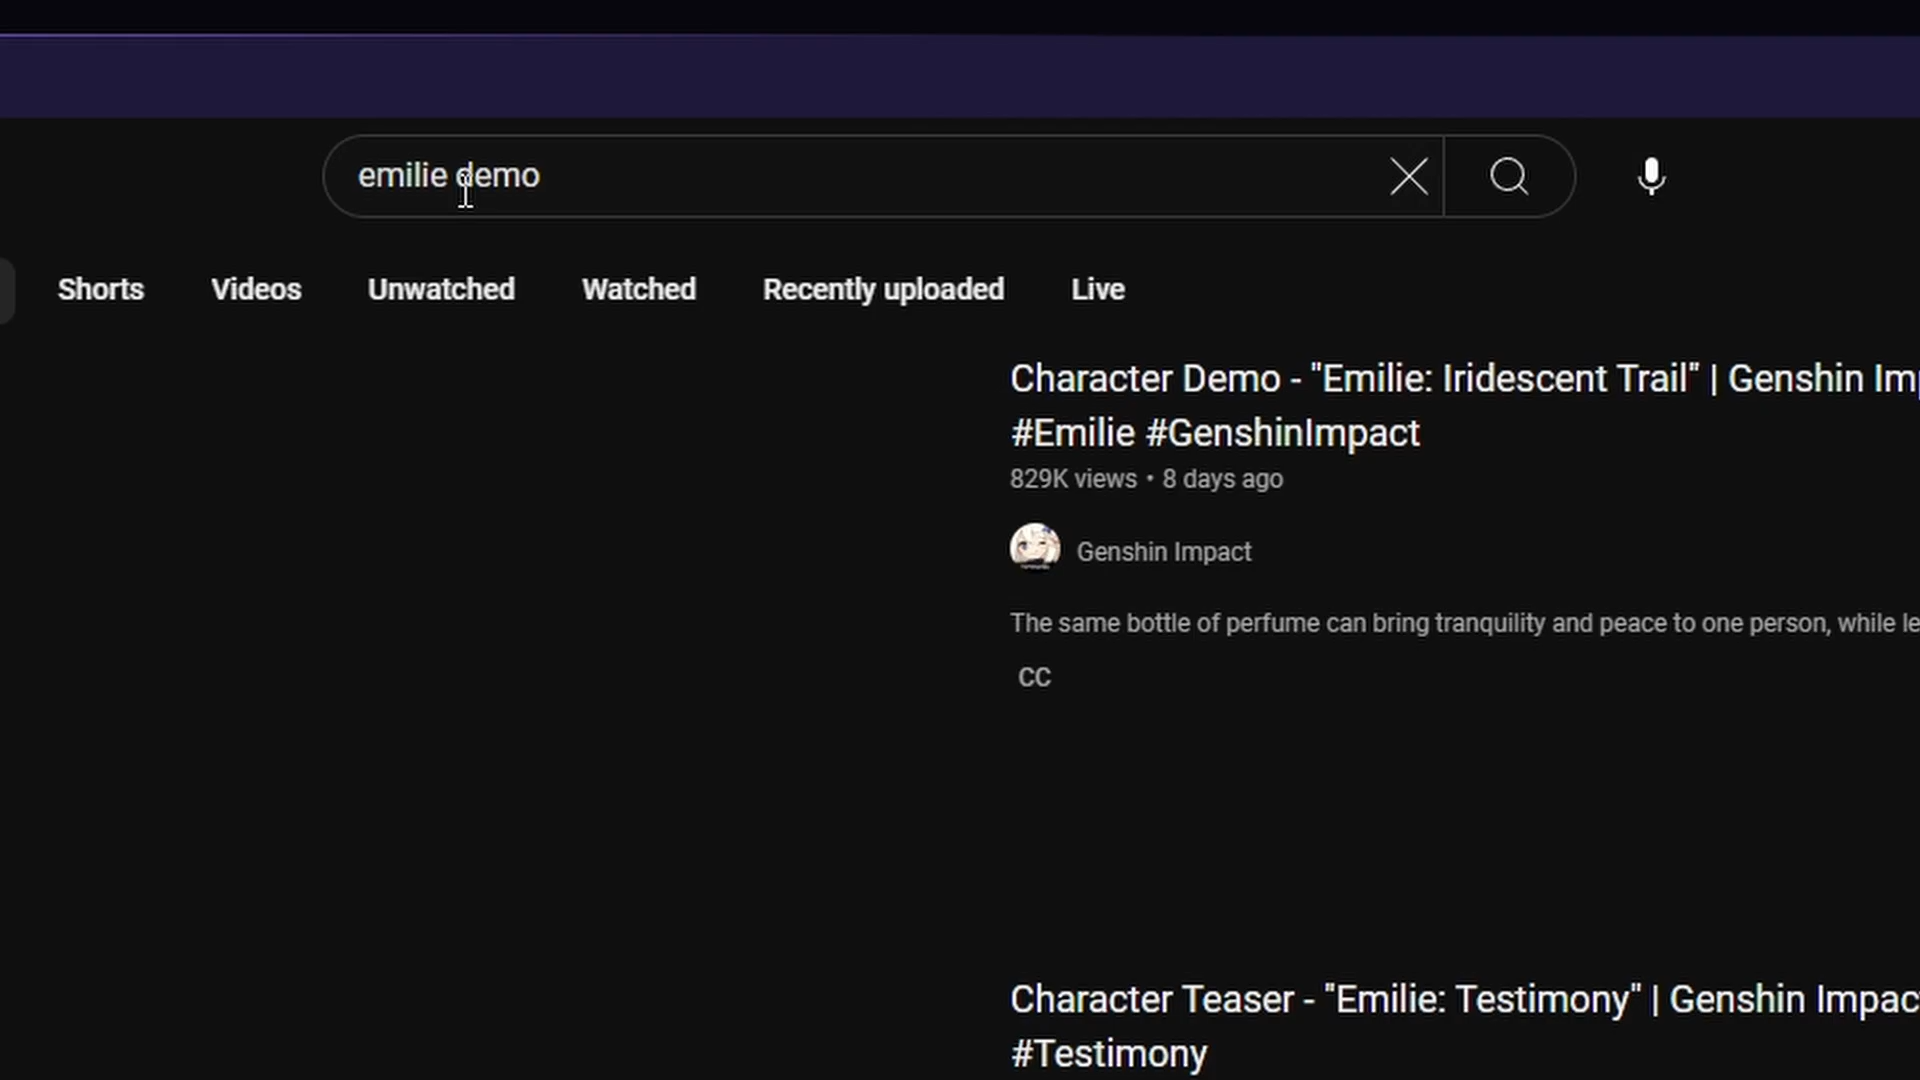 emilie demo
Shorts Videos Unwatched Watched Recently uploaded Live
Character Demo - "Emilie: Iridescent Trail" | Genshin Im
#Emilie #GenshinImpact
829K views • 8 days ago
Genshin Impact
The same bottle of perfume can bring tranquility and peace to one person, while le
CC
Character Teaser - "Emilie: Testimony" | Genshin Impac
#Testimony